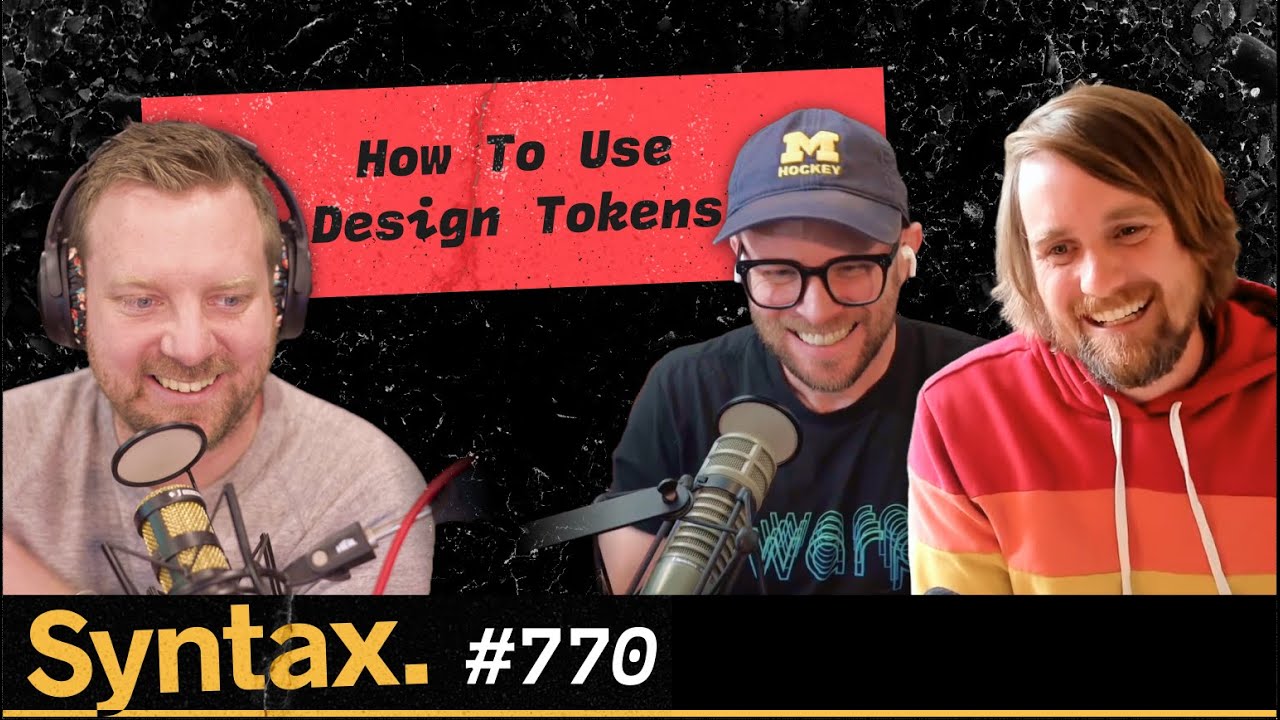 How To Use
Design Tokens
M
HOCKEY
warp
Syntax. #770